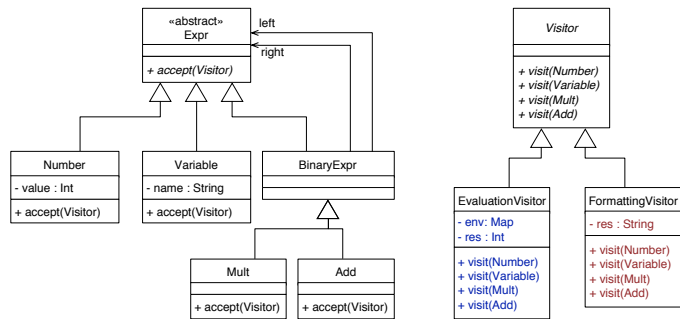 «abstract»
Expr
+ accept(Visitor)
left
right
Number
- value : Int
+ accept(Visitor)
Variable
- name : String
+ accept(Visitor)
BinaryExpr
Mult
+ accept(Visitor)
Add
+ accept(Visitor)
Visitor
+ visit(Number)
+ visit(Variable)
+ visit(Mult)
+ visit(Add)
EvaluationVisitor
- env: Map
- res : Int
+ visit(Number)
+ visit(Variable)
+ visit(Mult)
+ visit(Add)
FormattingVisitor
- res : String
+ visit(Number)
+ visit(Variable)
+ visit(Mult)
+ visit(Add)